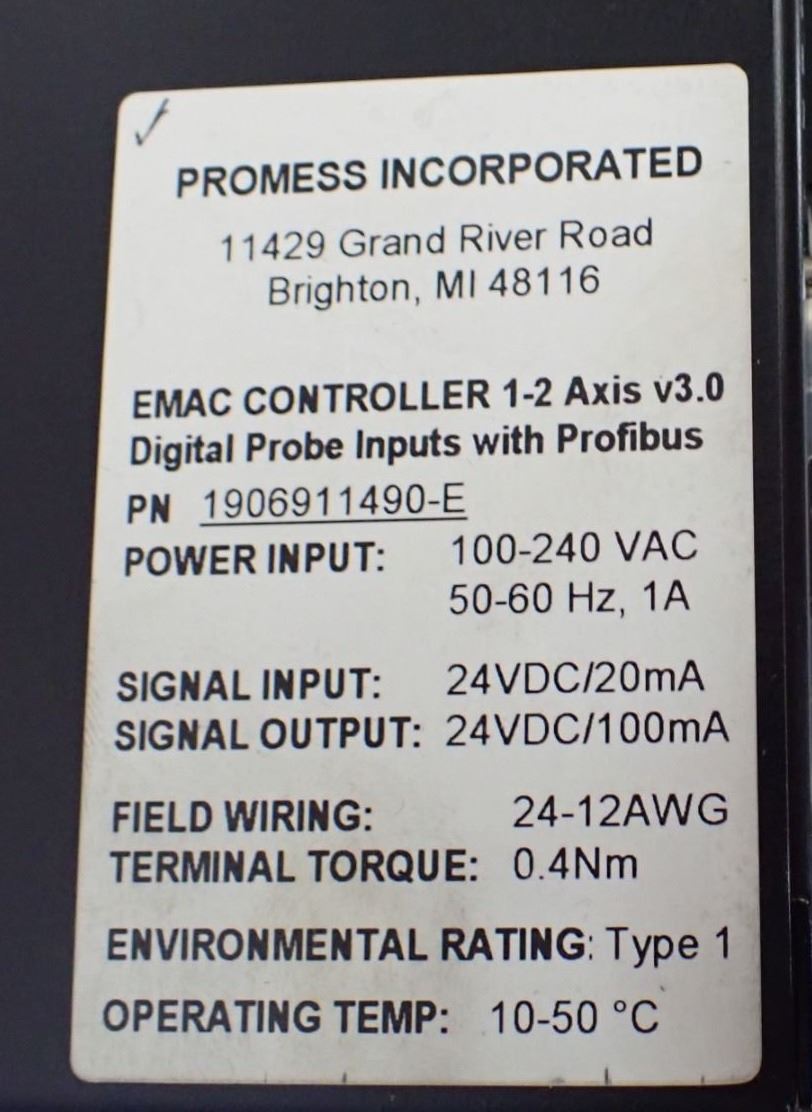 PROMESS INCORPORATED
11429 Grand River Road
Brighton, MI 48116
EMAC CONTROLLER 1-2 Axis v3.0
Digital Probe Inputs with Profibus
PN 1906911490-E
POWER INPUT: 100-240 VAC
50-60 Hz, 1A
SIGNAL INPUT: 24VDC/20mA
SIGNAL OUTPUT: 24VDC/100mA
FIELD WIRING: 24-12AWG
TERMINAL TORQUE: 0.4Nm
ENVIRONMENTAL RATING: Type 1
OPERATING TEMP: 10-50 °C